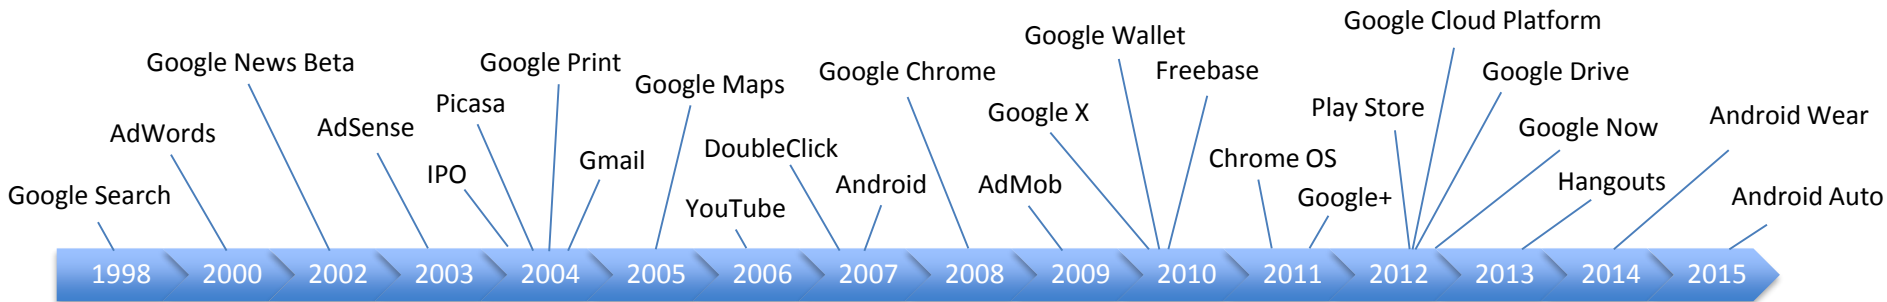 Google Cloud Platform
Google Wallet
Google News Beta
Google Print
Google Chrome
Freebase
Google Drive
Google Maps
Picasa
Google X
Play Store
Android Wear
AdWords
AdSense
Google Now
DoubleClick
Gmail
Chrome OS
IPO
Android
AdMob
Hangouts
Google Search
Google+
Android Auto
YouTube
1998 2000 2002 2003 2004 2005 2006 2007 2008 2009 2010 2011 2012 2013 2014 2015